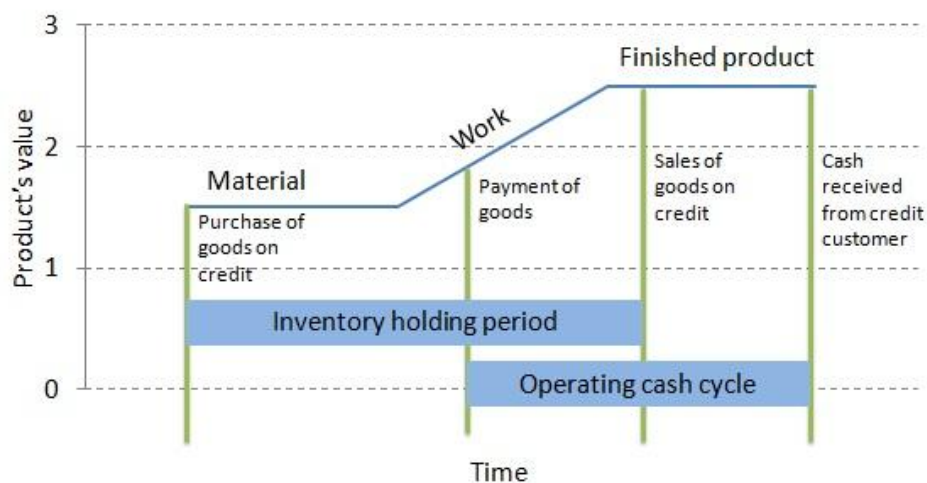 3
Finished product
Work
2
Material
Sales of
goods on
credit
Cash
received
from credit
customer
Payment of
goods
Purchase of
goods on
credit
Product's value
1
Inventory holding period
0
Operating cash cycle
Time